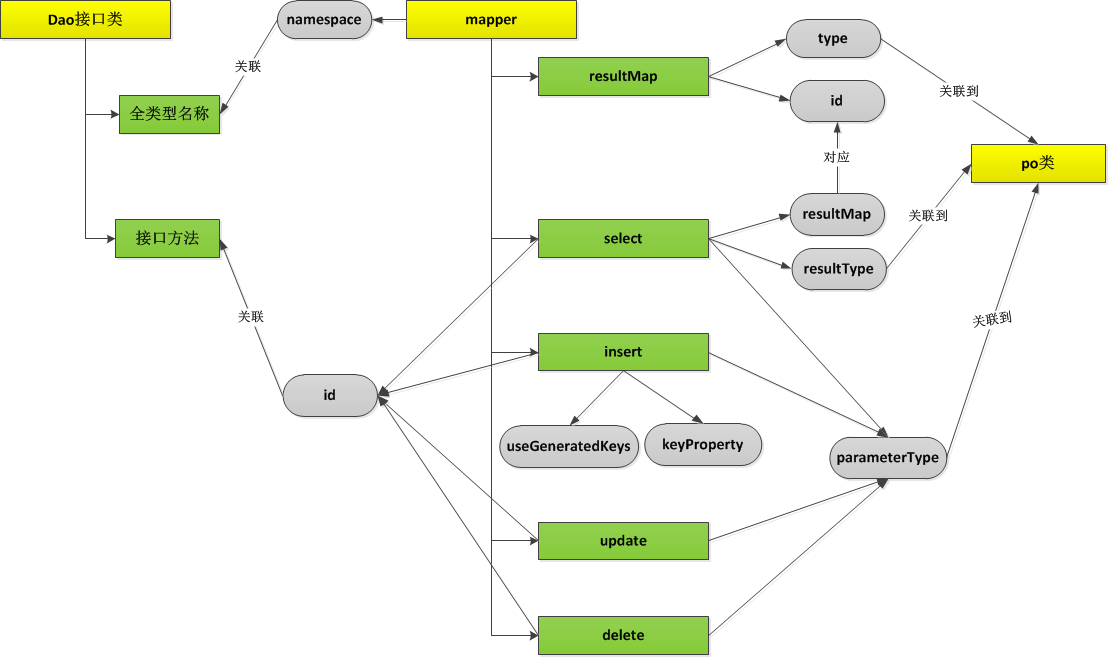 Dao接口类
namespace
mapper
type
关联
resultMap
关联到
id
全类型名称
对应
po类
resultMap
关联到
接口方法
select
resultType
关联
关联到
insert
id
useGeneratedKeys
keyProperty
parameterType
update
delete